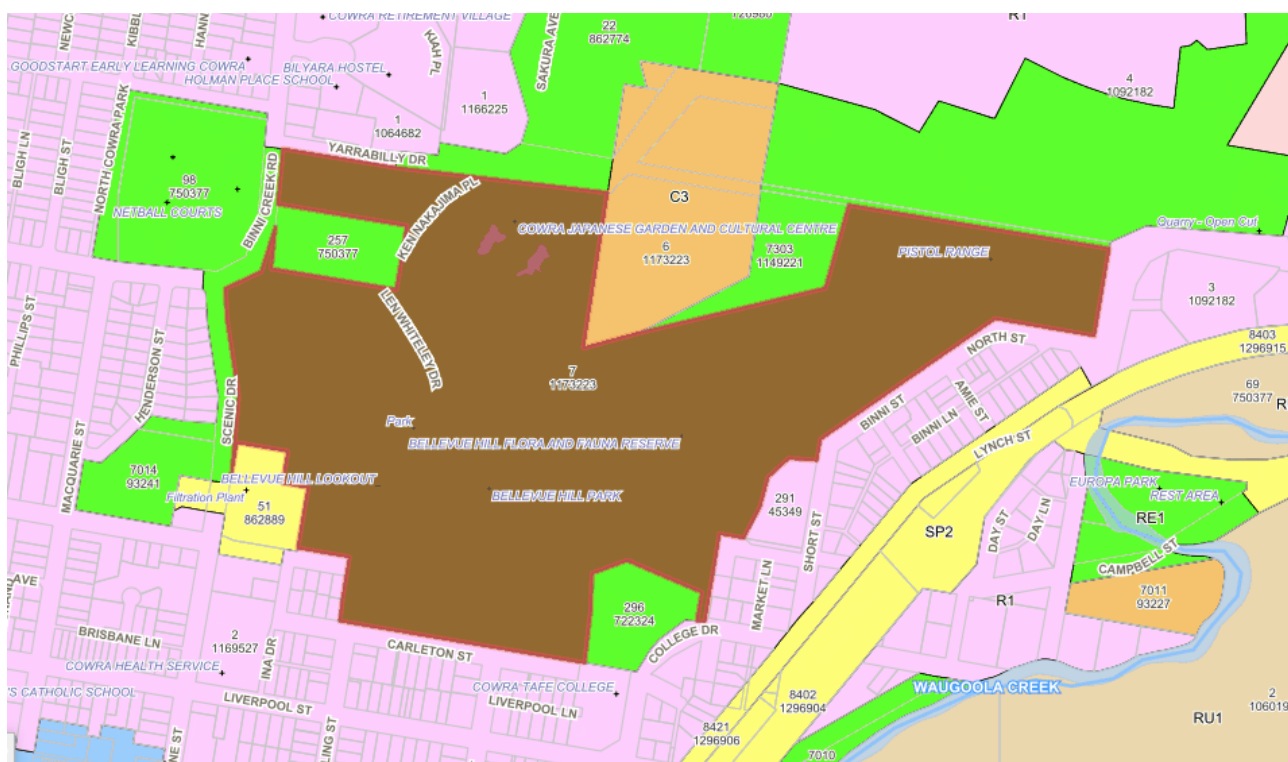 COWRA RETIREMENT VILLAGE
R1
KIAH PL
SAKURA AVE
22
862774
GOODSTART EARLY LEARNING COWRA
BILYARA HOSTEL
HOLMAN PLACE SCHOOL
4
1092182
1
1166225
1
1064682
BLIGH LN
BLIGH ST
NORTH COWRA PARK
YARRABILLY DR
98
750377
NETBALL COURTS
BINNI CREEK RD
KEN NAKAJIMA PL
C3
COWRA JAPANESE GARDEN AND CULTURAL CENTRE
6
1173223
7303
1149221
Quarry - Open Cut
257
750377
PISTOL RANGE
3
1092182
PHILLIPS ST
HENDERSON ST
LEN WHITELEY DR
NORTH ST
8403
1296915
7
1173223
69
750377
SCENIC DR
Park
BINNI ST
BINNI LN
AMIE ST
LYNCH ST
MACQUARIE ST
7014
93241
BELLEVUE HILL FLORA AND FAUNA RESERVE
BELLEVUE HILL LOOKOUT
Filtration Plant
51
862889
BELLEVUE HILL PARK
291
45349
SHORT ST
EUROPA PARK
REST AREA
RE1
SP2
DAY ST
DAY LN
CAMPBELL ST
7011
93227
R1
MARKET LN
296
722324
COLLEGE DR
BRISBANE LN
2
1169527
INA DR
CARLETON ST
COWRA HEALTH SERVICE
'S CATHOLIC SCHOOL
COWRA TAFE COLLEGE
LIVERPOOL ST
LIVERPOOL LN
WAUGOOLA CREEK
8402
1296904
8421
1296906
RU1
2
106019
7010